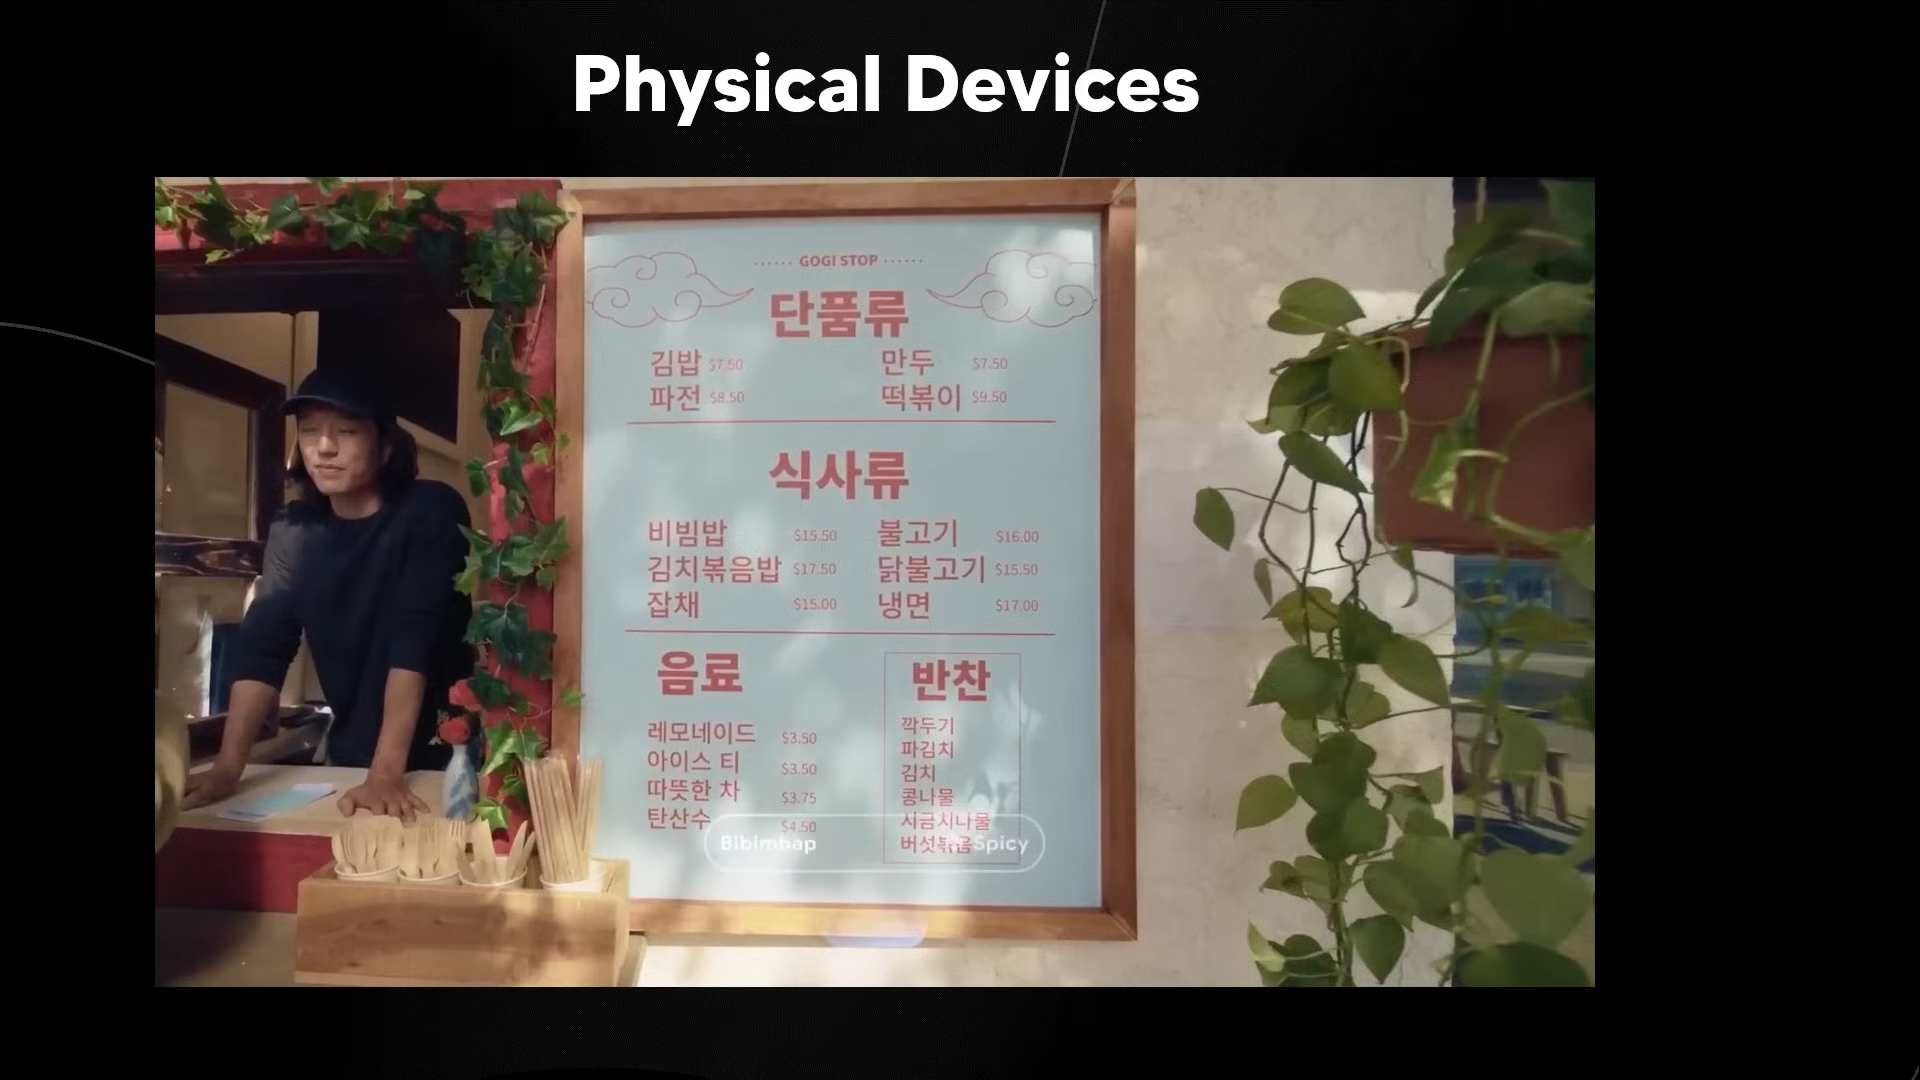 Physical Devices
GOGI STOP
단품류
김밥 $7.50 만두 $7.50
파전 $8.50 떡볶이 $9.50
식사류
비빔밥 $15.50 불고기 $16.00
김치볶음밥 $17.50 닭불고기 $15.50
잡채 $15.00 냉면 $17.00
음료
레모네이드 $3.50
아이스 티 $3.50
따뜻한 차 $3.75
탄산수 $4.50
반찬
깍두기
파김치
김치
콩나물
시금치나물
버섯볶음
Bibimbap Spicy